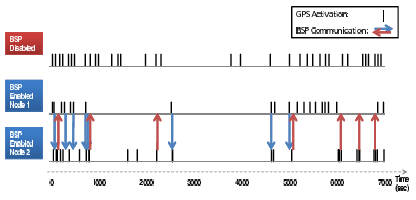 GPS Activation:
BSP Communication:
BSP
Disabled
BSP
Enabled
Node 1
BSP
Enabled
Node 2
0 1000 2000 3000 4000 5000 6000 7000
Time
(sec)